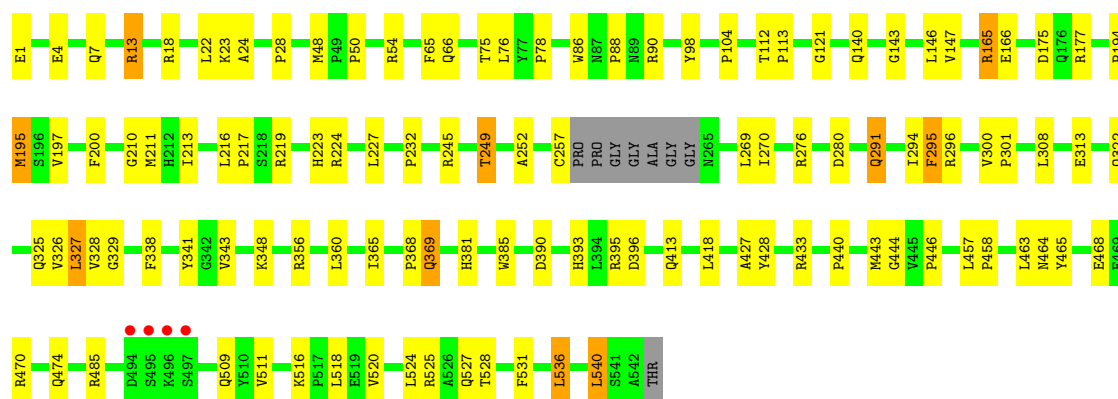 E1 E4 Q7 R13 R18 L22 K23 A24 P28 M48 P49 P50 R54 F65 Q66 T75 L76 Y77 P78 W86 N87 P88 N89 R90 Y98 P104 T112 P113 G121 Q140 G143 L146 V147 R165 E166 D175 Q176 R177
M195 S196 V197 F200 G210 M211 H212 I213 L216 P217 S218 R219 H223 R224 L227 P232 R245 T249 A252 C257 PRO PRO GLY GLY ALA GLY GLY N265 L269 I270 R276 D280 Q291 I294 F295 R296 V300 P301 L308 E313
Q325 V326 L327 V328 G329 F338 Y341 G342 V343 K348 R356 L360 I365 P368 Q369 H381 W385 D390 H393 L394 R395 D396 Q413 L418 A427 Y428 R433 P440 M443 G444 V445 P446 L457 P458 L463 N464 Y465 E468
R470 Q474 R485 D494 S495 K496 S497 Q509 Y510 V511 K516 P517 L518 E519 V520 L524 R525 A526 Q527 T528 F531 L536 L540 S541 A542 THR